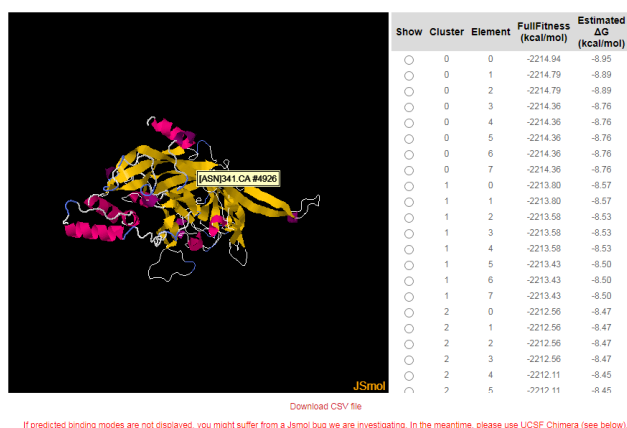 Show Cluster Element FullFitness (kcal/mol) Estimated ΔG (kcal/mol)
0 0 -2214.94 -8.95
0 1 -2214.79 -8.89
0 2 -2214.79 -8.89
0 3 -2214.36 -8.76
0 4 -2214.36 -8.76
0 5 -2214.36 -8.76
0 6 -2214.36 -8.76
0 7 -2214.36 -8.76
1 0 -2213.80 -8.57
1 1 -2213.80 -8.57
1 2 -2213.58 -8.53
1 3 -2213.58 -8.53
1 4 -2213.58 -8.53
1 5 -2213.43 -8.50
1 6 -2213.43 -8.50
1 7 -2213.43 -8.50
2 0 -2212.56 -8.47
2 1 -2212.56 -8.47
2 2 -2212.56 -8.47
2 3 -2212.56 -8.47
2 4 -2212.11 -8.45
2 5 -2212.11 -8.45
[ASN]341.CA #4926
JSmol
Download CSV file
If predicted binding modes are not displayed, you might suffer from a Jsmol bug we are investigating. In the meantime, please use UCSF Chimera (see below)